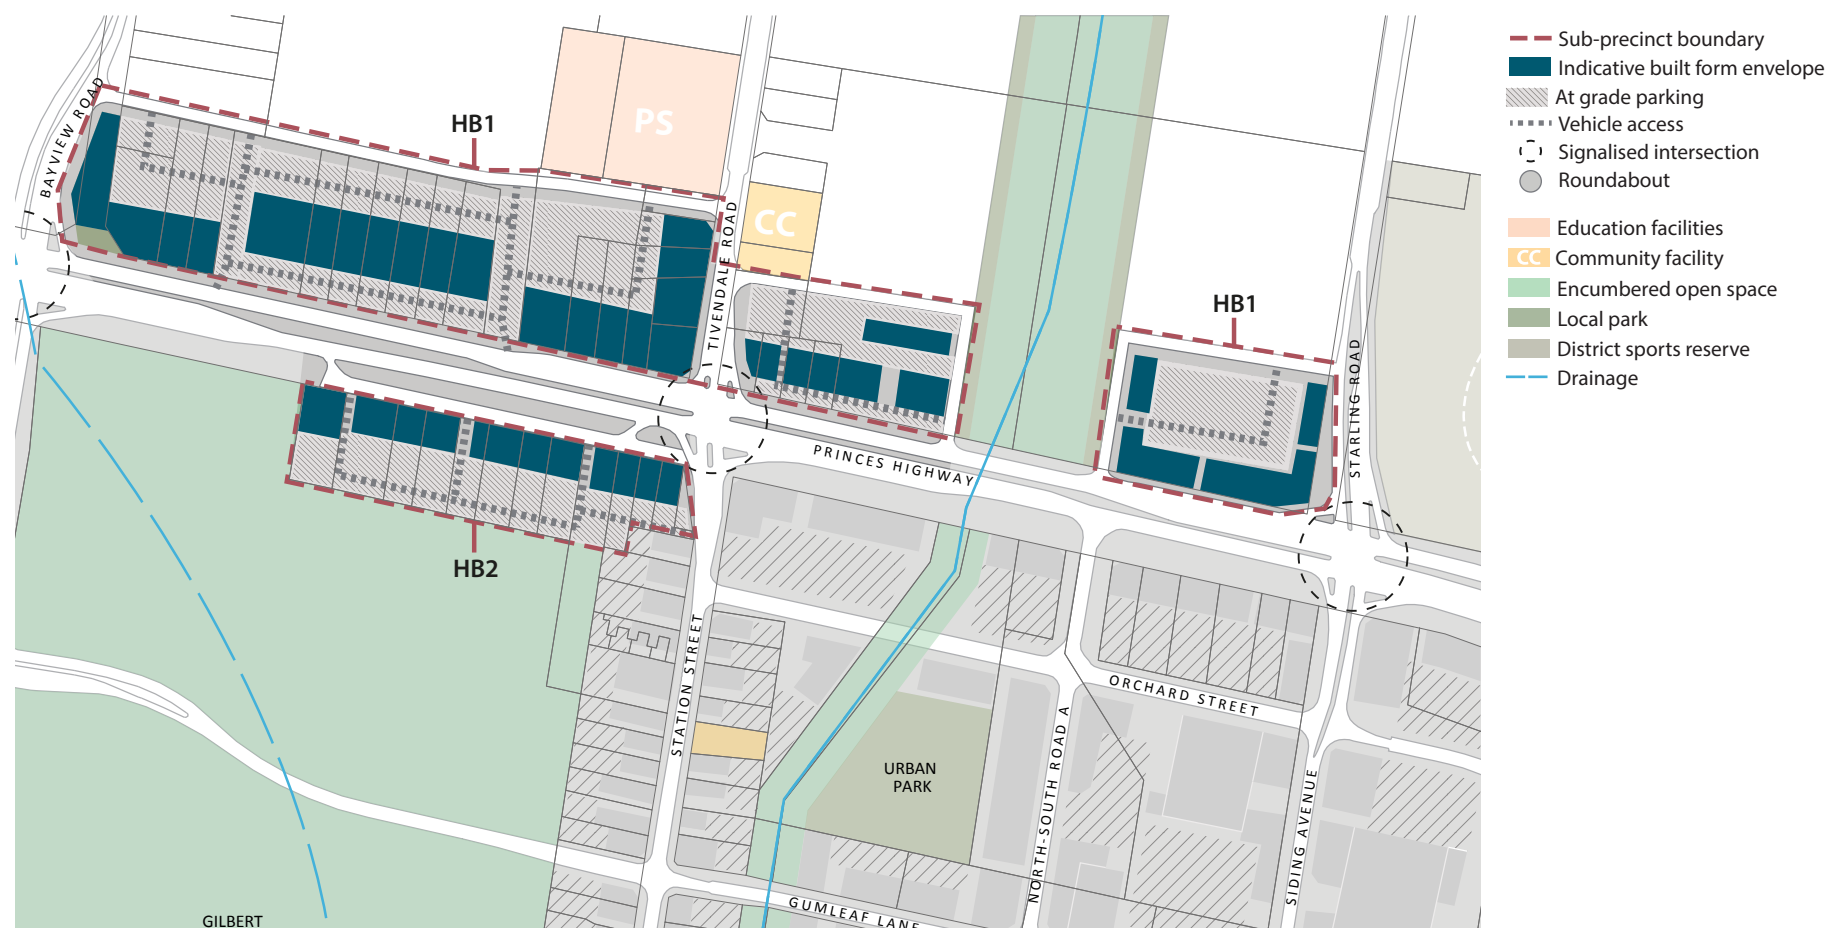 Sub-precinct boundary
Indicative built form envelope
At grade parking
Vehicle access
Signalised intersection
Roundabout
Education facilities
CC Community facility
Encumbered open space
Local park
District sports reserve
Drainage
BAYVIEW ROAD
HB1
PS
CC
TIVENDALE ROAD
HB1
STARLING ROAD
PRINCES HIGHWAY
HB2
STATION STREET
ORCHARD STREET
URBAN
PARK
NORTH-SOUTH ROAD A
SIDING AVENUE
GUMLEAF LANE
GILBERT